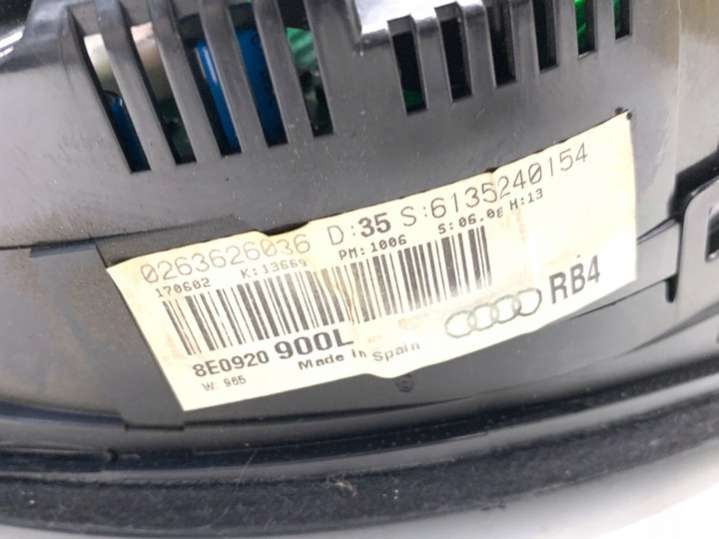 0263626036 D:35 S:6135240154
170602 K:13669 PM:1006 S:06.08 H:13
8E0920 900L RB4
W: 985 Made in Spain